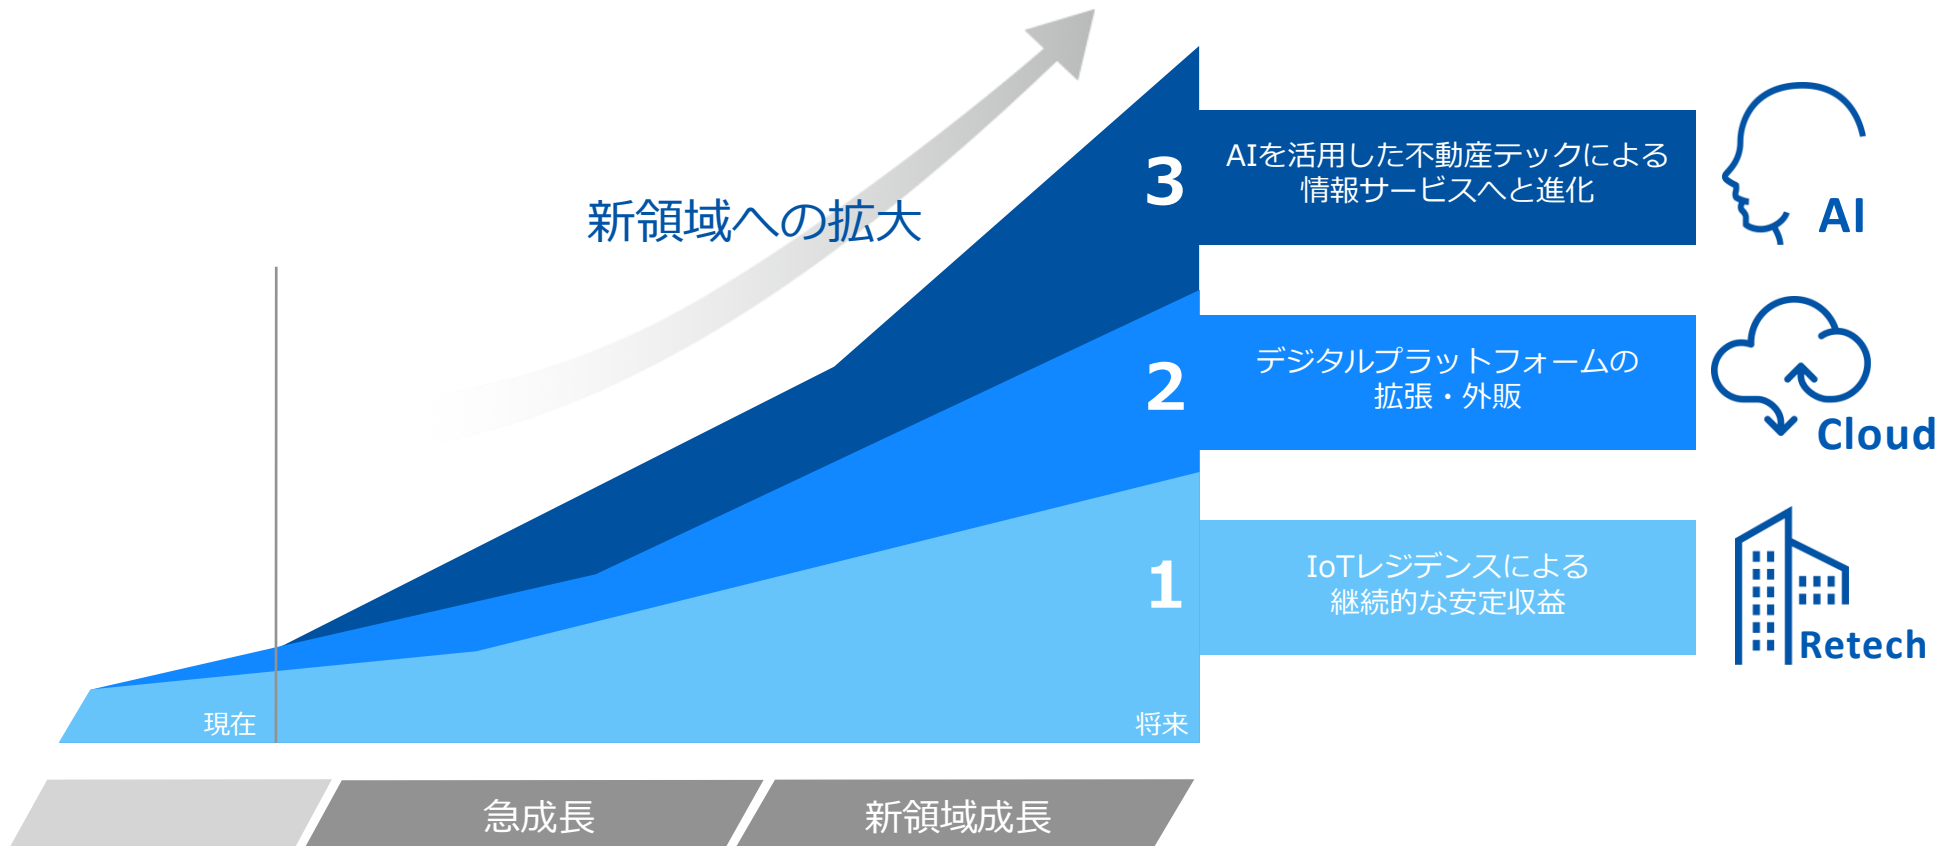 新領域への拡大
3
AIを活用した不動産テックによる
情報サービスへと進化
AI
2
デジタルプラットフォームの
拡張・外販
Cloud
1
IoTレジデンスによる
継続的な安定収益
Retech
現在
将来
急成長
新領域成長